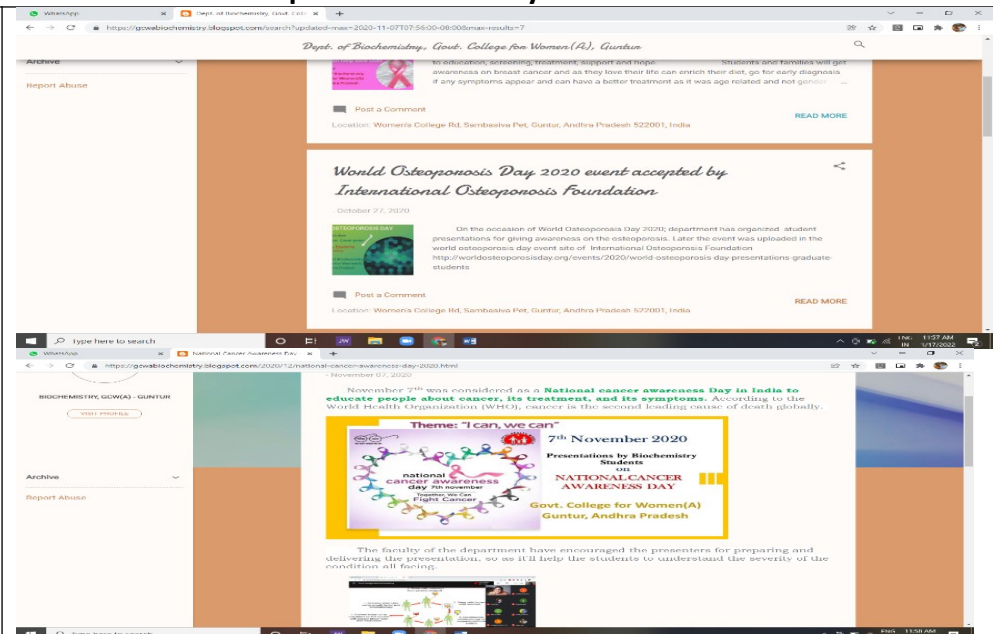 WhatsApp
Dept. of Biochemistry, Govt. Coll
https://gcwabiochemistry.blogspot.com/search?updated-max=2020-11-07T07:56:00-08:00&max-results=7
Dept. of Biochemistry, Govt. College for Women(A), Guntur
Archive
Report Abuse
to education, screening, treatment, support and hope. Students and families will get
awareness on breast cancer and as they love their life can enrich their diet, go for early diagnosis
if any symptoms appear and can have a better treatment as it was age related and not gender ...
Post a Comment
READ MORE
Location: Women's College Rd, Sambasiva Pet, Guntur, Andhra Pradesh 522001, India
World Osteoporosis Day 2020 event accepted by
International Osteoporosis Foundation
- October 27, 2020
OSTEOPOROSIS DAY
On the occasion of World Osteoporosis Day 2020; department has organized student
presentations for giving awareness on the osteoporosis. Later the event was uploaded in the
world osteoporosis day event site of International Osteoporosis Foundation
http://worldosteoporosisday.org/events/2020/world-osteoporosis-day-presentations-graduate-
students
Post a Comment
READ MORE
Location: Women's College Rd, Sambasiva Pet, Guntur, Andhra Pradesh 522001, India
Type here to search
ENG
IN
11:57 AM
1/17/2022
WhatsApp
National Cancer Awareness Day
https://gcwabiochemistry.blogspot.com/2020/12/national-cancer-awareness-day-2020.html
- November 07, 2020
BIOCHEMISTRY, GCW(A) - GUNTUR
VISIT PROFILE
Archive
Report Abuse
November 7th was considered as a National cancer awareness Day in India to
educate people about cancer, its treatment, and its symptoms. According to the
World Health Organization (WHO), cancer is the second leading cause of death globally.
Theme: "I can, we can"
national
cancer awareness
day 7th november
Together, We Can
Fight Cancer
7th November 2020
Presentations by Biochemistry
Students
on
NATIONAL CANCER
AWARENESS DAY
Govt. College for Women(A)
Guntur, Andhra Pradesh
The faculty of the department have encouraged the presenters for preparing and
delivering the presentation, so as it'll help the students to understand the severity of the
condition all facing.
Type here to search
ENG
11:58 AM